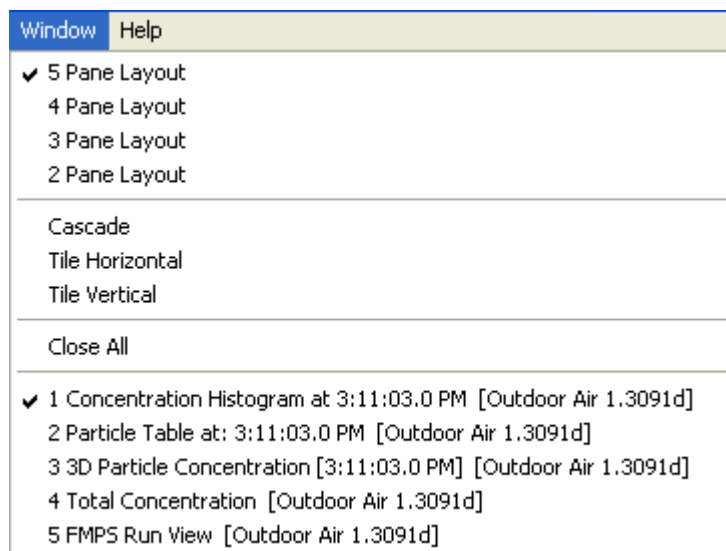 Window Help
5 Pane Layout
4 Pane Layout
3 Pane Layout
2 Pane Layout
Cascade
Tile Horizontal
Tile Vertical
Close All
1 Concentration Histogram at 3:11:03.0 PM [Outdoor Air 1.3091d]
2 Particle Table at: 3:11:03.0 PM [Outdoor Air 1.3091d]
3 3D Particle Concentration [3:11:03.0 PM] [Outdoor Air 1.3091d]
4 Total Concentration [Outdoor Air 1.3091d]
5 FMPS Run View [Outdoor Air 1.3091d]